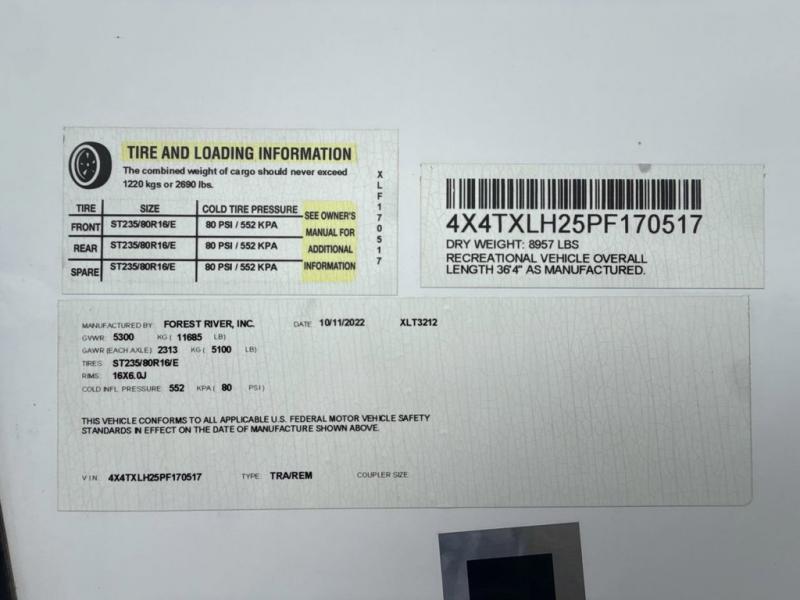 TIRE AND LOADING INFORMATION
The combined weight of cargo should never exceed
1220 kgs or 2690 lbs.
TIRE SIZE COLD TIRE PRESSURE SEE OWNER'S MANUAL FOR ADDITIONAL INFORMATION
FRONT ST235/80R16/E 80 PSI / 552 KPA
REAR ST235/80R16/E 80 PSI / 552 KPA
SPARE ST235/80R16/E 80 PSI / 552 KPA
XLF170517
4X4TXLH25PF170517
DRY WEIGHT: 8957 LBS
RECREATIONAL VEHICLE OVERALL
LENGTH 36'4" AS MANUFACTURED.
MANUFACTURED BY: FOREST RIVER, INC. DATE 10/11/2022 XLT3212
GVWR: 5300 KG ( 11685 LB)
GAWR (EACH AXLE) 2313 KG ( 5100 LB)
TIRES: ST235/80R16/E
RIMS: 16X6.0J
COLD INFL PRESSURE: 552 KPA ( 80 PSI)
THIS VEHICLE CONFORMS TO ALL APPLICABLE U.S. FEDERAL MOTOR VEHICLE SAFETY
STANDARDS IN EFFECT ON THE DATE OF MANUFACTURE SHOWN ABOVE.
VIN. 4X4TXLH25PF170517 TYPE: TRA/REM COUPLER SIZE: